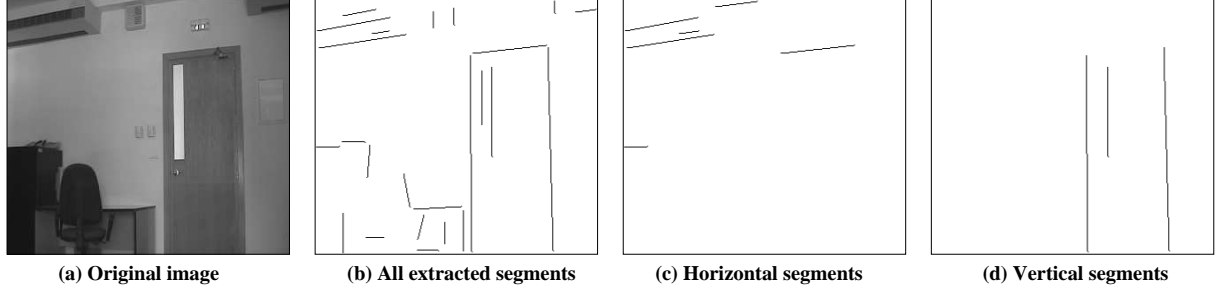 (a) Original image
(b) All extracted segments
(c) Horizontal segments
(d) Vertical segments